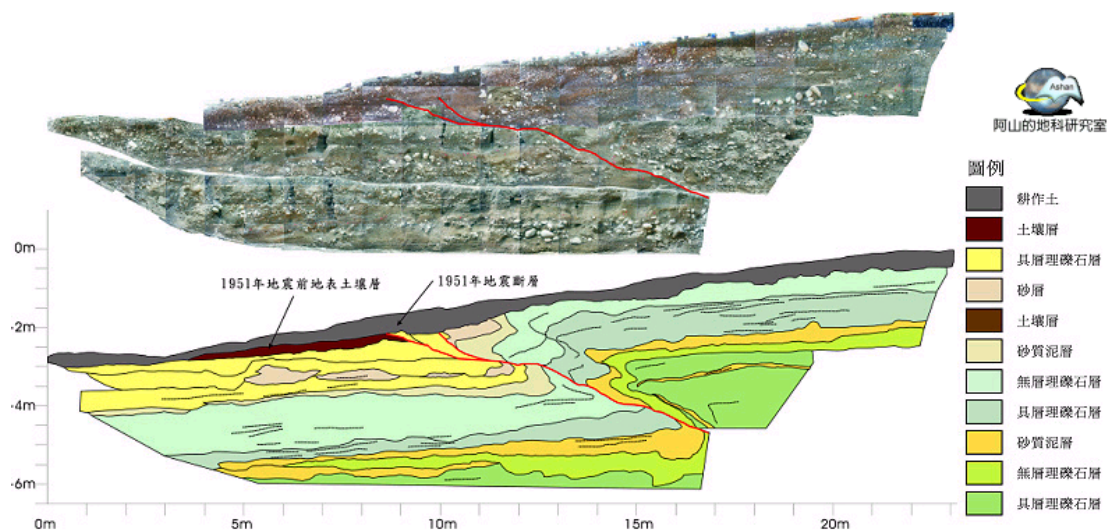 Ashan
阿山的地科研究室
圖例
耕作土
土壤層
具層理礫石層
砂層
土壤層
砂質泥層
無層理礫石層
具層理礫石層
砂質泥層
無層理礫石層
具層理礫石層
1951年地震前地表土壤層
1951年地震斷層
0m
-2m
-4m
-6m
0m
5m
10m
15m
20m